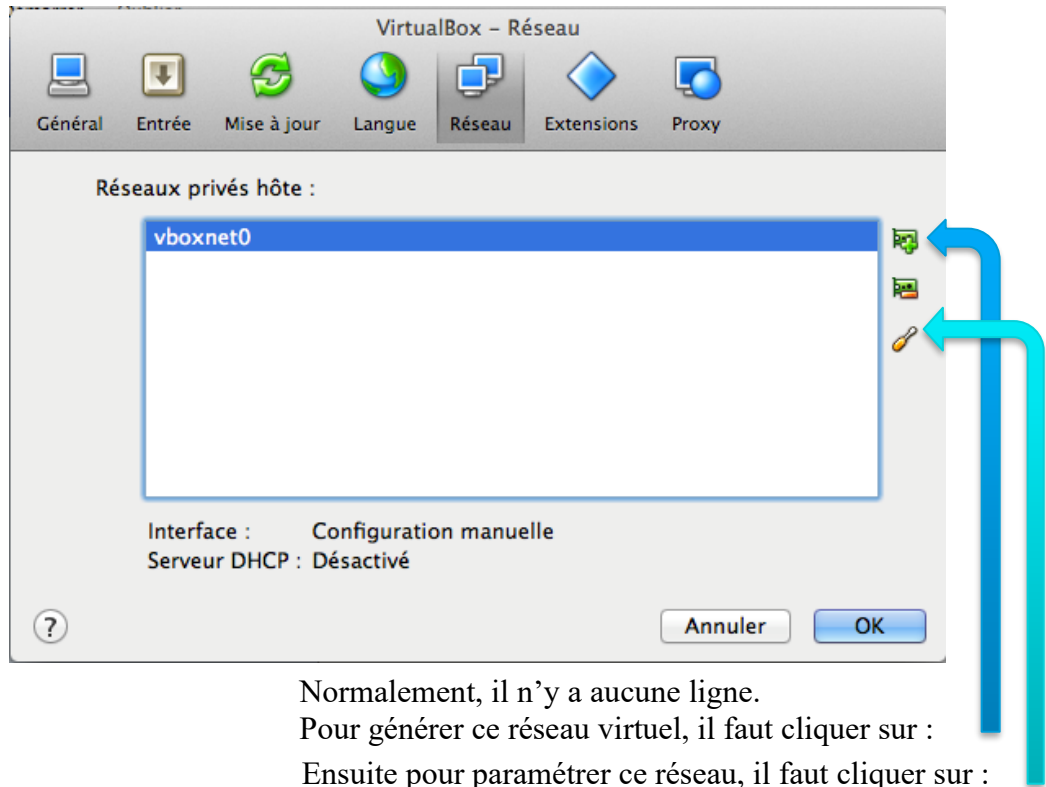 VirtualBox – Réseau
Général Entrée Mise à jour Langue Réseau Extensions Proxy
Réseaux privés hôte :
vboxnet0
Interface : Configuration manuelle
Serveur DHCP : Désactivé
? Annuler OK
Normalement, il n’y a aucune ligne.
Pour générer ce réseau virtuel, il faut cliquer sur :
Ensuite pour paramétrer ce réseau, il faut cliquer sur :